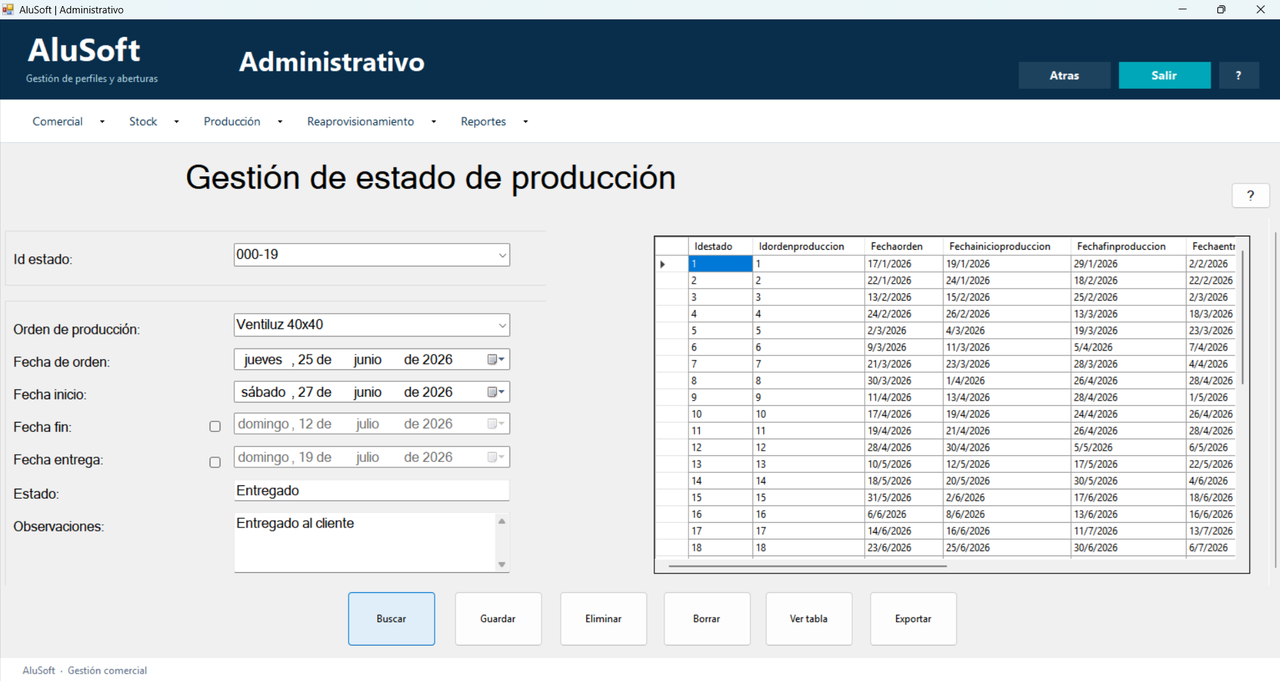 AluSoft | Administrativo
AluSoft
Gestión de perfiles y aberturas
Administrativo
Atras Salir ?
Comercial Stock Producción Reaprovisionamiento Reportes
Gestión de estado de producción
?
Id estado: 000-19
Orden de producción: Ventiluz 40x40
Fecha de orden: jueves , 25 de junio de 2026
Fecha inicio: sábado , 27 de junio de 2026
Fecha fin: domingo , 12 de julio de 2026
Fecha entrega: domingo , 19 de julio de 2026
Estado: Entregado
Observaciones: Entregado al cliente
Idestado Idordenproduccion Fechaorden Fechainicioproduccion Fechafinproduccion Fechaentr
1 1 17/1/2026 19/1/2026 29/1/2026 2/2/2026
2 2 22/1/2026 24/1/2026 18/2/2026 22/2/2026
3 3 13/2/2026 15/2/2026 25/2/2026 2/3/2026
4 4 24/2/2026 26/2/2026 13/3/2026 18/3/2026
5 5 2/3/2026 4/3/2026 19/3/2026 23/3/2026
6 6 9/3/2026 11/3/2026 5/4/2026 7/4/2026
7 7 21/3/2026 23/3/2026 28/3/2026 4/4/2026
8 8 30/3/2026 1/4/2026 26/4/2026 28/4/2026
9 9 11/4/2026 13/4/2026 28/4/2026 1/5/2026
10 10 17/4/2026 19/4/2026 24/4/2026 26/4/2026
11 11 19/4/2026 21/4/2026 26/4/2026 28/4/2026
12 12 28/4/2026 30/4/2026 5/5/2026 6/5/2026
13 13 10/5/2026 12/5/2026 17/5/2026 22/5/2026
14 14 18/5/2026 20/5/2026 30/5/2026 4/6/2026
15 15 31/5/2026 2/6/2026 17/6/2026 18/6/2026
16 16 6/6/2026 8/6/2026 13/6/2026 16/6/2026
17 17 14/6/2026 16/6/2026 11/7/2026 13/7/2026
18 18 23/6/2026 25/6/2026 30/6/2026 6/7/2026
Buscar Guardar Eliminar Borrar Ver tabla Exportar
AluSoft · Gestión comercial